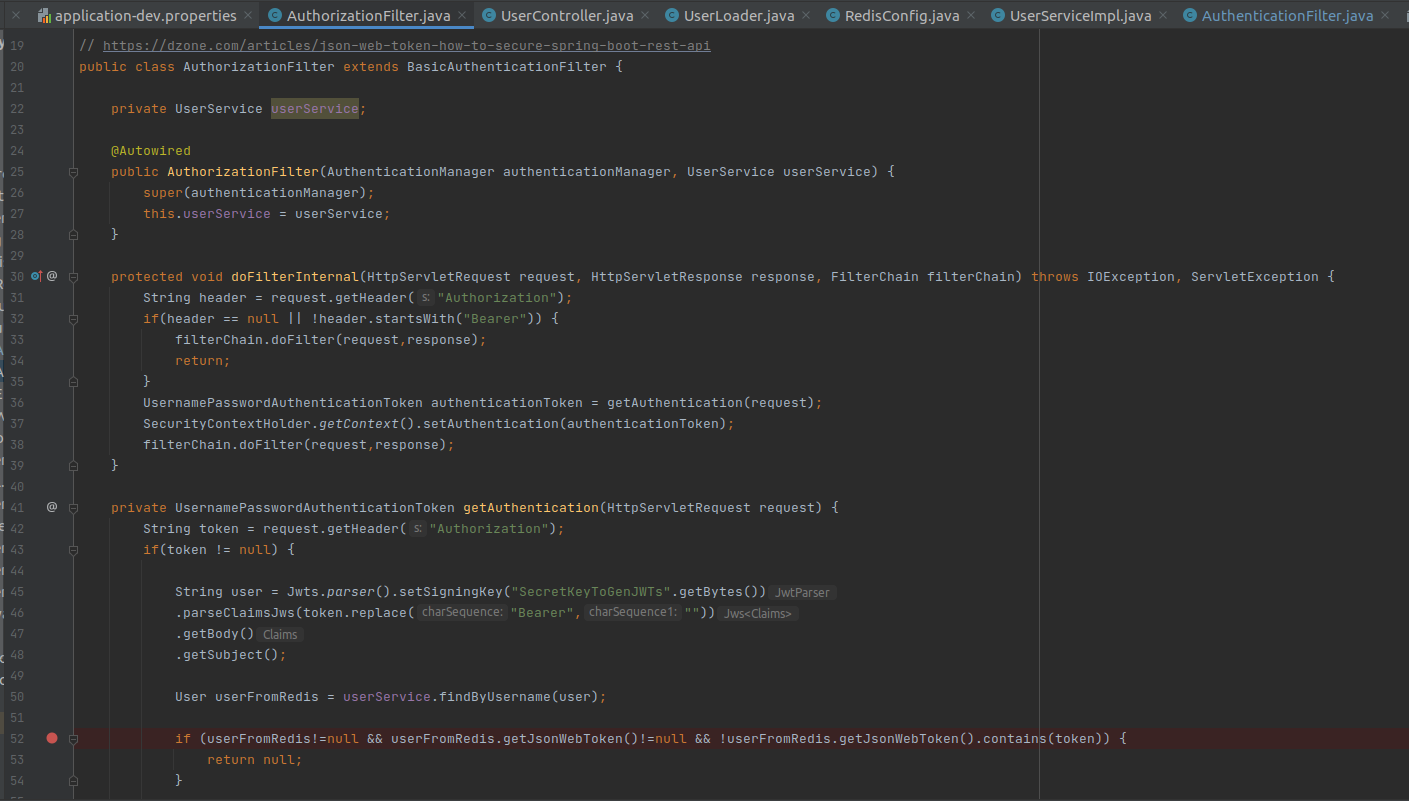 application-dev.properties AuthorizationFilter.java UserController.java UserLoader.java RedisConfig.java UserServiceImpl.java AuthenticationFilter.java
19 // https://dzone.com/articles/json-web-token-how-to-secure-spring-boot-rest-api
20 public class AuthorizationFilter extends BasicAuthenticationFilter {
21
22 private UserService userService;
23
24 @Autowired
25 public AuthorizationFilter(AuthenticationManager authenticationManager, UserService userService) {
26 super(authenticationManager);
27 this.userService = userService;
28 }
29
30 @ protected void doFilterInternal(HttpServletRequest request, HttpServletResponse response, FilterChain filterChain) throws IOException, ServletException {
31 String header = request.getHeader( s: "Authorization");
32 if(header == null || !header.startsWith("Bearer")) {
33 filterChain.doFilter(request,response);
34 return;
35 }
36 UsernamePasswordAuthenticationToken authenticationToken = getAuthentication(request);
37 SecurityContextHolder.getContext().setAuthentication(authenticationToken);
38 filterChain.doFilter(request,response);
39 }
40
41 @ private UsernamePasswordAuthenticationToken getAuthentication(HttpServletRequest request) {
42 String token = request.getHeader( s: "Authorization");
43 if(token != null) {
44
45 String user = Jwts.parser().setSigningKey("SecretKeyToGenJWTs".getBytes()) JwtParser
46 .parseClaimsJws(token.replace( charSequence: "Bearer", charSequence1: "")) Jws<Claims>
47 .getBody() Claims
48 .getSubject();
49
50 User userFromRedis = userService.findByUsername(user);
51
52 if (userFromRedis!=null && userFromRedis.getJsonWebToken()!=null && !userFromRedis.getJsonWebToken().contains(token)) {
53 return null;
54 }